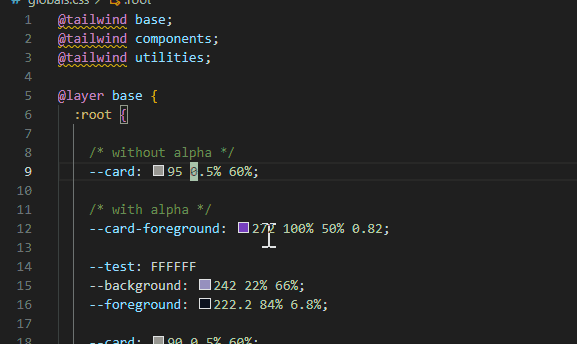 globals.css > :root
1 @tailwind base;
2 @tailwind components;
3 @tailwind utilities;
4
5 @layer base {
6 :root {
7
8 /* without alpha */
9 --card: 95 0.5% 60%;
10
11 /* with alpha */
12 --card-foreground: 272 100% 50% 0.82;
13
14 --test: FFFFFF
15 --background: 242 22% 66%;
16 --foreground: 222.2 84% 6.8%;
17
18 --card: 90 0.5% 60%;